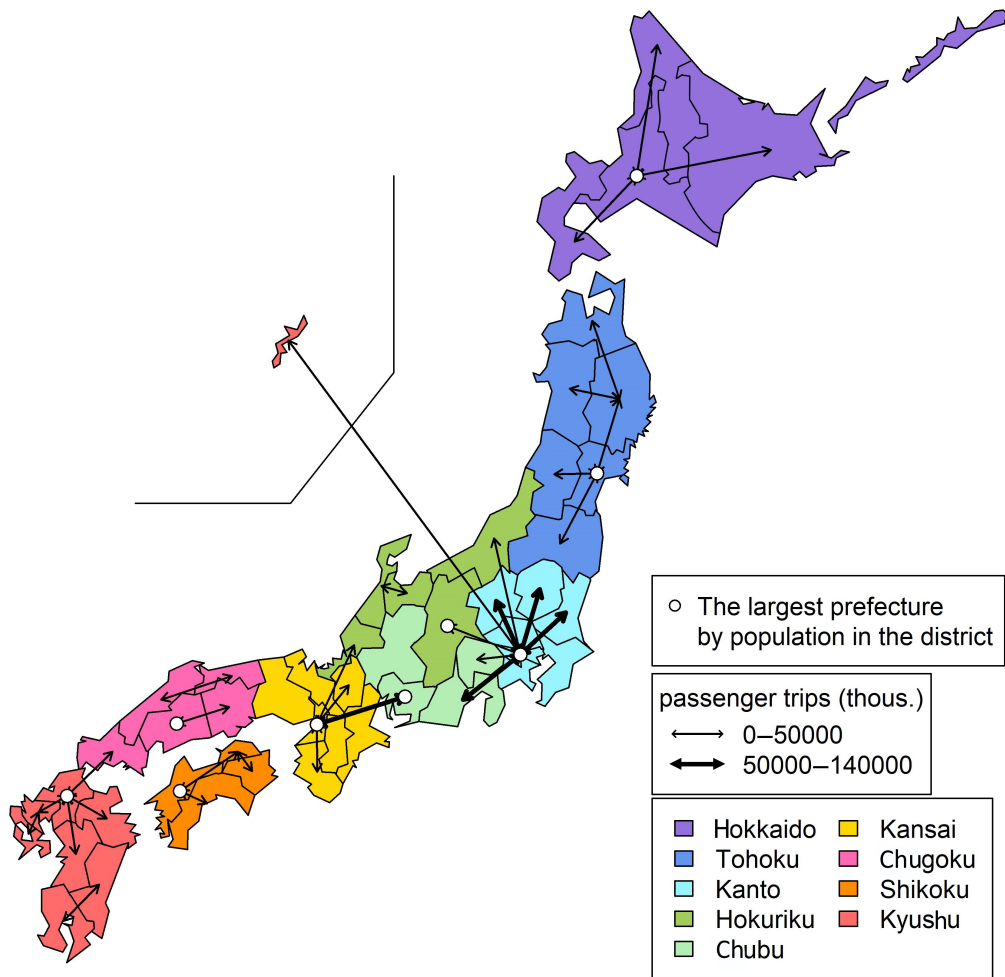 The largest prefecture
by population in the district
passenger trips (thous.)
0–50000
50000–140000
Hokkaido
Tohoku
Kanto
Hokuriku
Chubu
Kansai
Chugoku
Shikoku
Kyushu